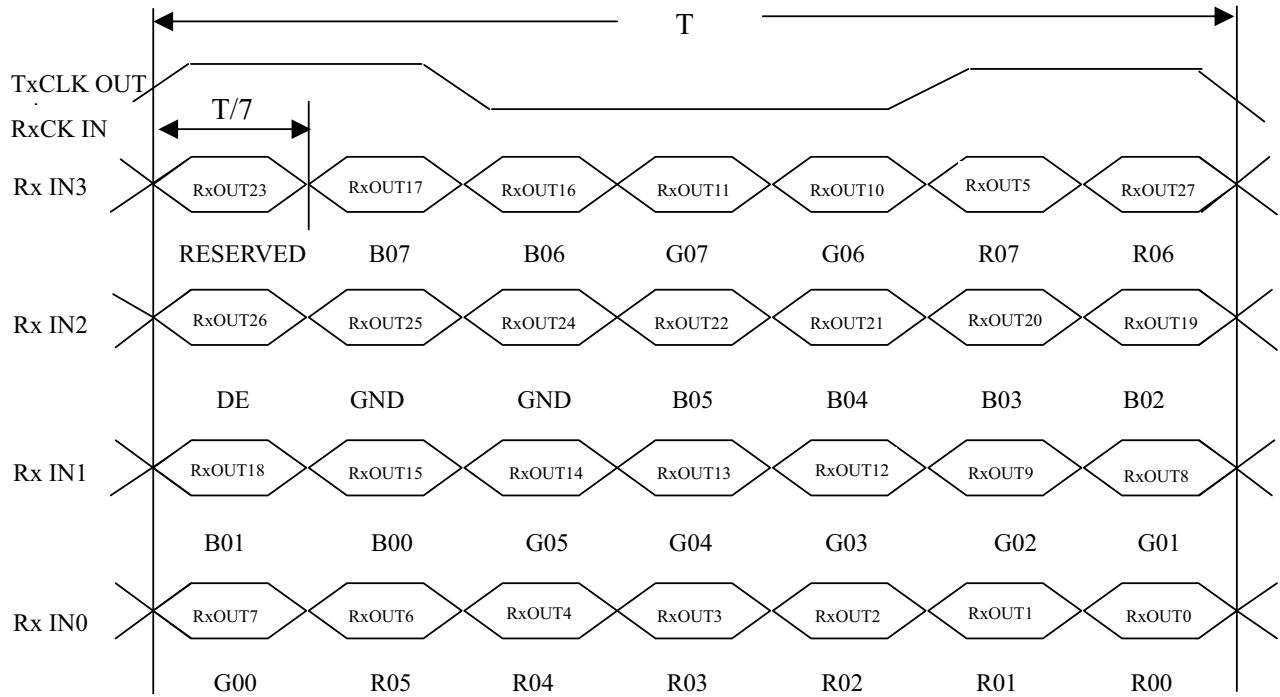 T
TxCLK OUT
RxCK IN
T/7
Rx IN3 RxOUT23 RxOUT17 RxOUT16 RxOUT11 RxOUT10 RxOUT5 RxOUT27
RESERVED B07 B06 G07 G06 R07 R06
Rx IN2 RxOUT26 RxOUT25 RxOUT24 RxOUT22 RxOUT21 RxOUT20 RxOUT19
DE GND GND B05 B04 B03 B02
Rx IN1 RxOUT18 RxOUT15 RxOUT14 RxOUT13 RxOUT12 RxOUT9 RxOUT8
B01 B00 G05 G04 G03 G02 G01
Rx IN0 RxOUT7 RxOUT6 RxOUT4 RxOUT3 RxOUT2 RxOUT1 RxOUT0
G00 R05 R04 R03 R02 R01 R00